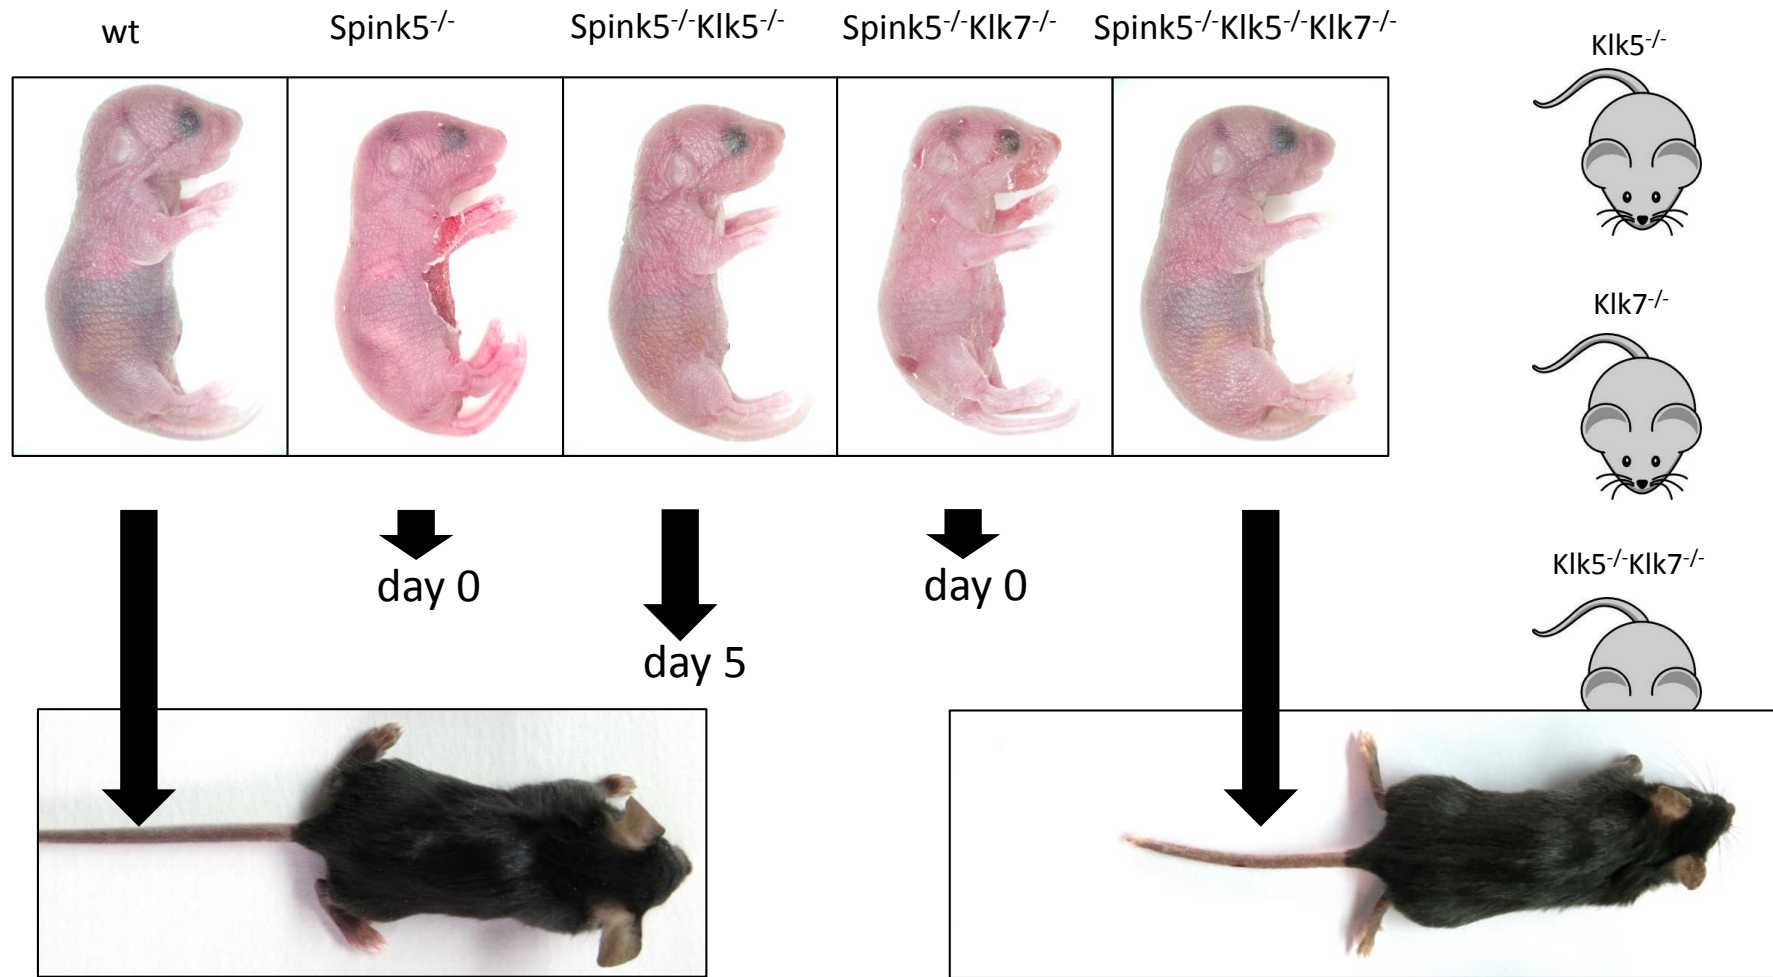 wt
Spink5-/-
Spink5-/-Klk5-/-
Spink5-/-Klk7-/-
Spink5-/-Klk5-/-Klk7-/-
Klk5-/-
Klk7-/-
Klk5-/-Klk7-/-
day 0
day 0
day 5